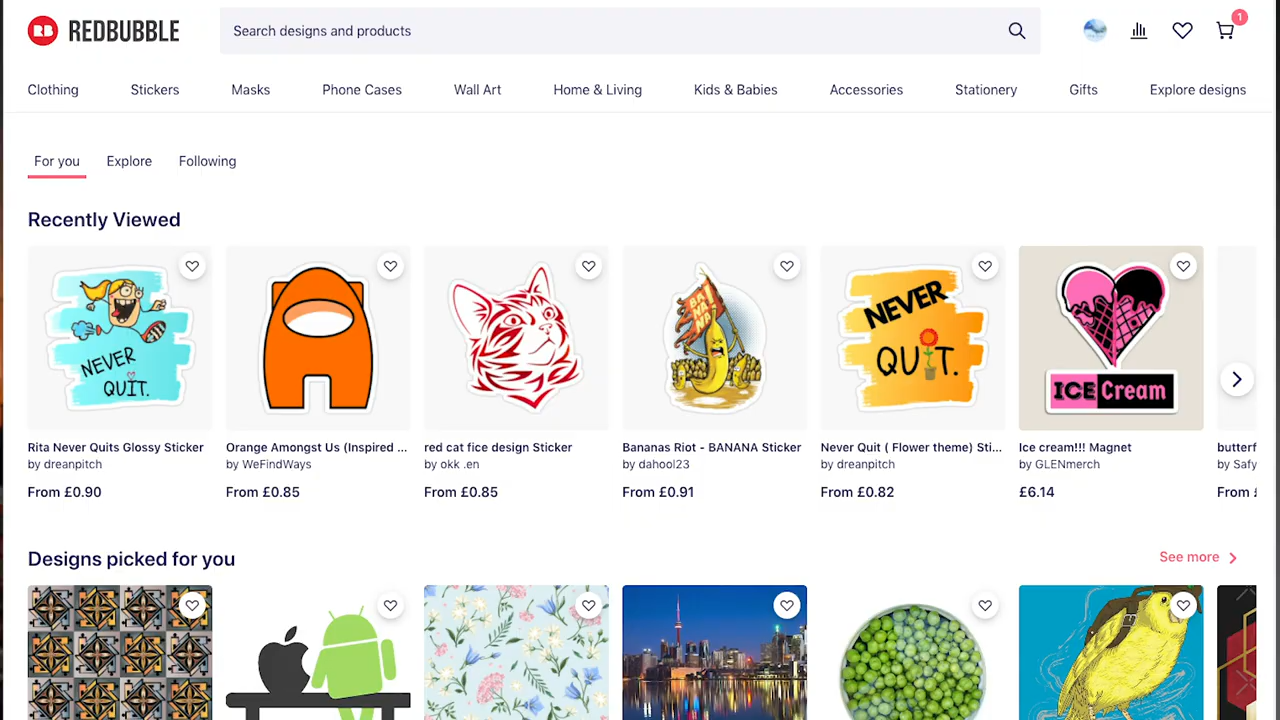 RB REDBUBBLE
Search designs and products
1
Clothing
Stickers
Masks
Phone Cases
Wall Art
Home & Living
Kids & Babies
Accessories
Stationery
Gifts
Explore designs
For you
Explore
Following
Recently Viewed
NEVER
QUIT.
BA
NA
NA!
NEVER
QUIT.
ICE Cream
Rita Never Quits Glossy Sticker
by dreanpitch
From £0.90
Orange Amongst Us (Inspired ...
by WeFindWays
From £0.85
red cat fice design Sticker
by okk .en
From £0.85
Bananas Riot - BANANA Sticker
by dahool23
From £0.91
Never Quit ( Flower theme) Sti...
by dreanpitch
From £0.82
Ice cream!!! Magnet
by GLENmerch
£6.14
butterf
by Safy
From £
Designs picked for you
See more